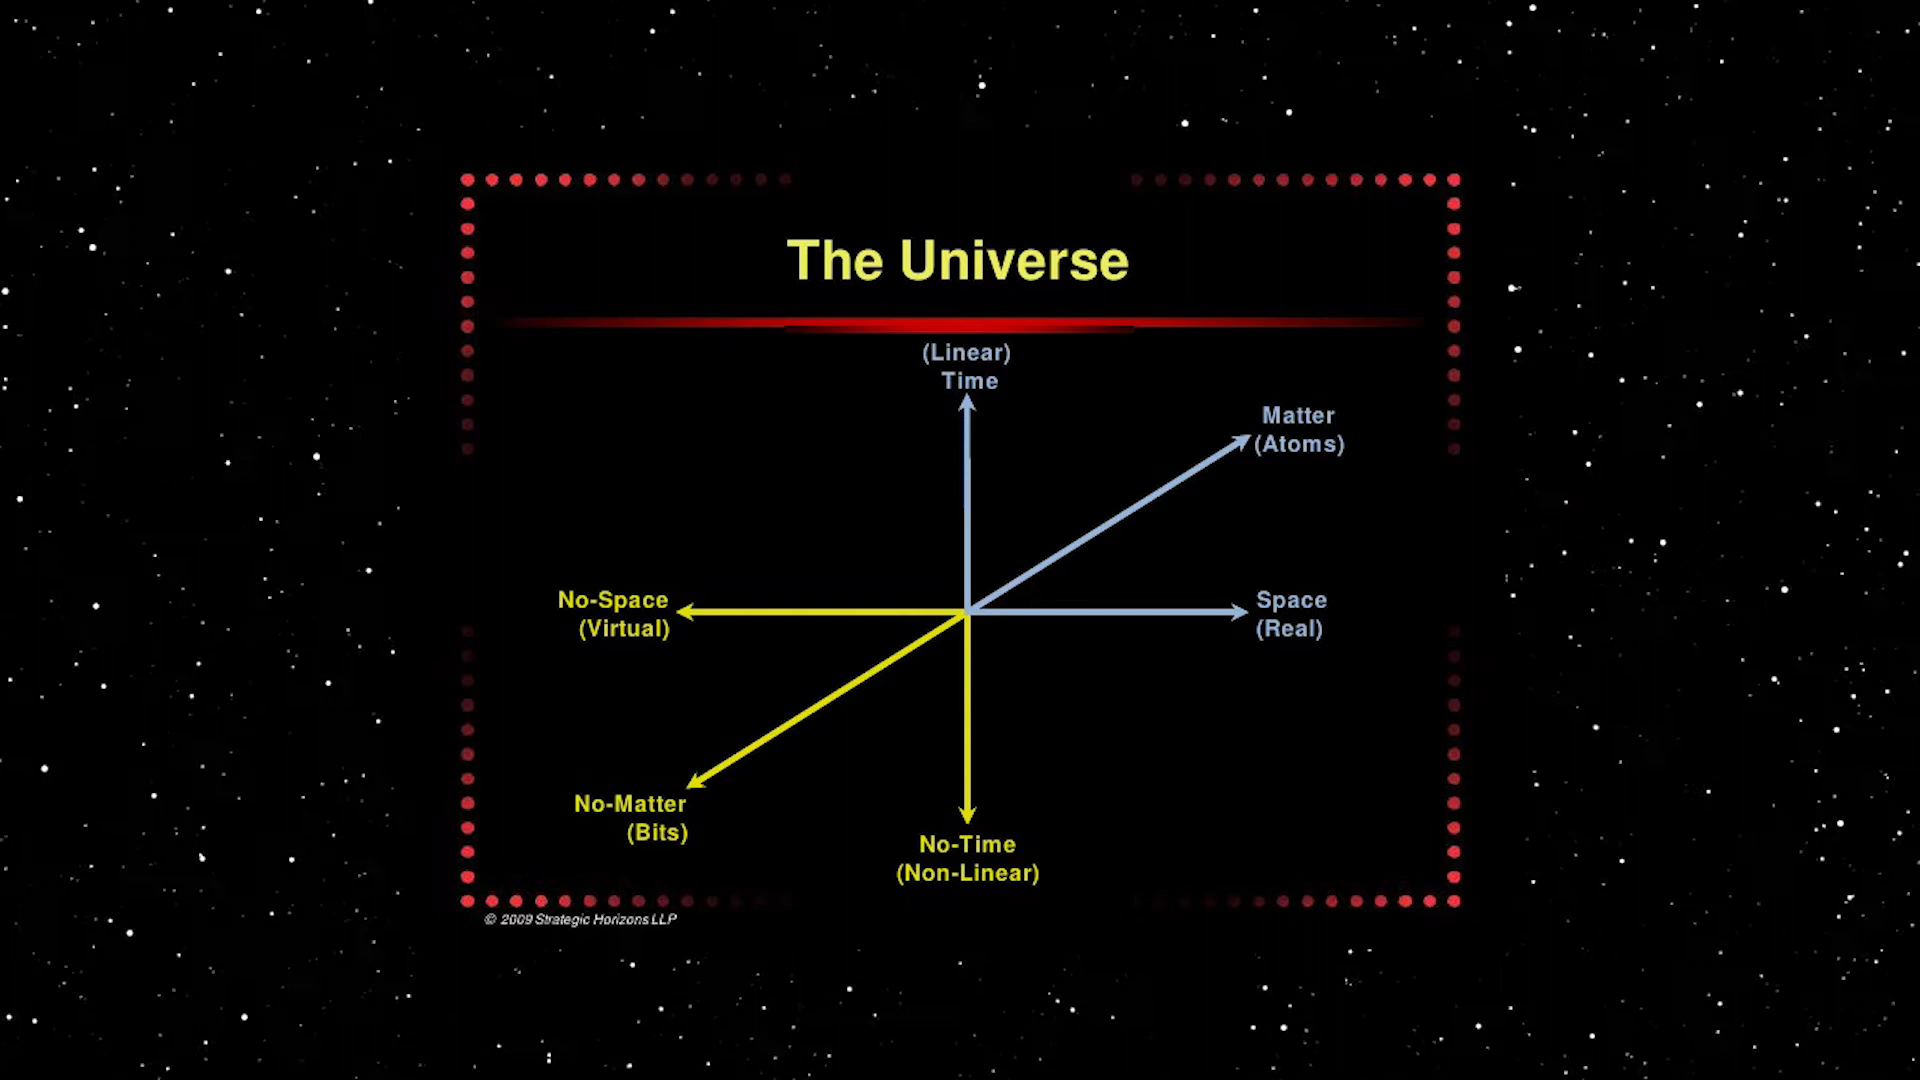 The Universe
(Linear)
Time
Matter
(Atoms)
No-Space
(Virtual)
Space
(Real)
No-Matter
(Bits)
No-Time
(Non-Linear)
© 2009 Strategic Horizons LLP